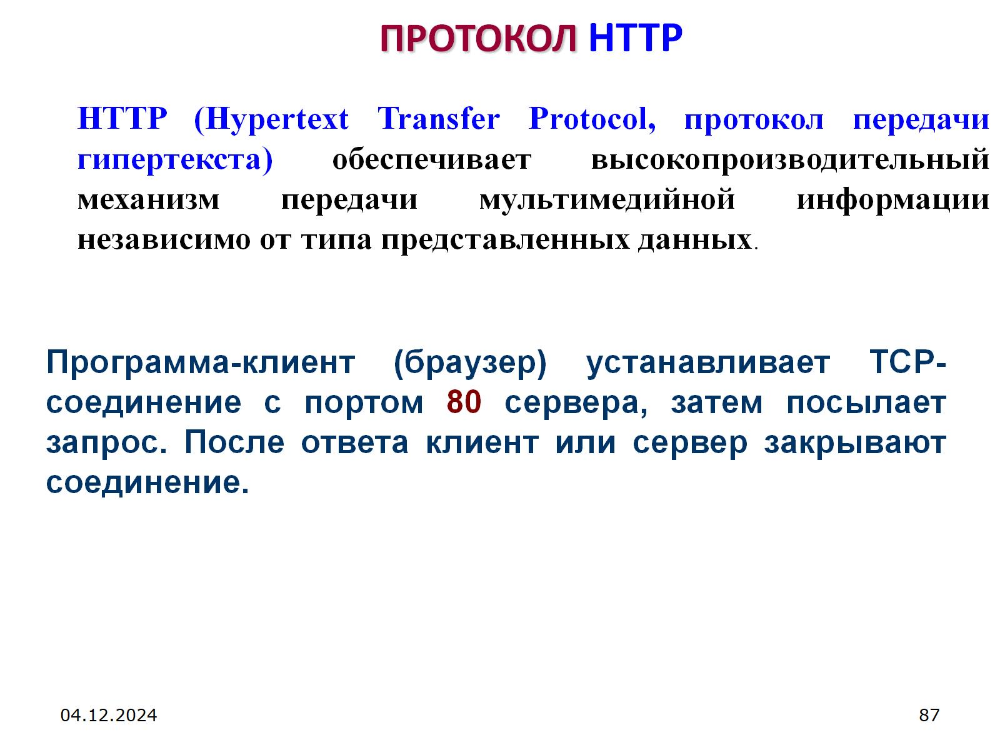 ПРОТОКОЛ HTTP
HTTP (Hypertext Transfer Protocol, протокол передачи
гипертекста) обеспечивает высокопроизводительный
механизм передачи мультимедийной информации
независимо от типа представленных данных.
Программа-клиент (браузер) устанавливает TCP-
соединение с портом 80 сервера, затем посылает
запрос. После ответа клиент или сервер закрывают
соединение.
04.12.2024
87